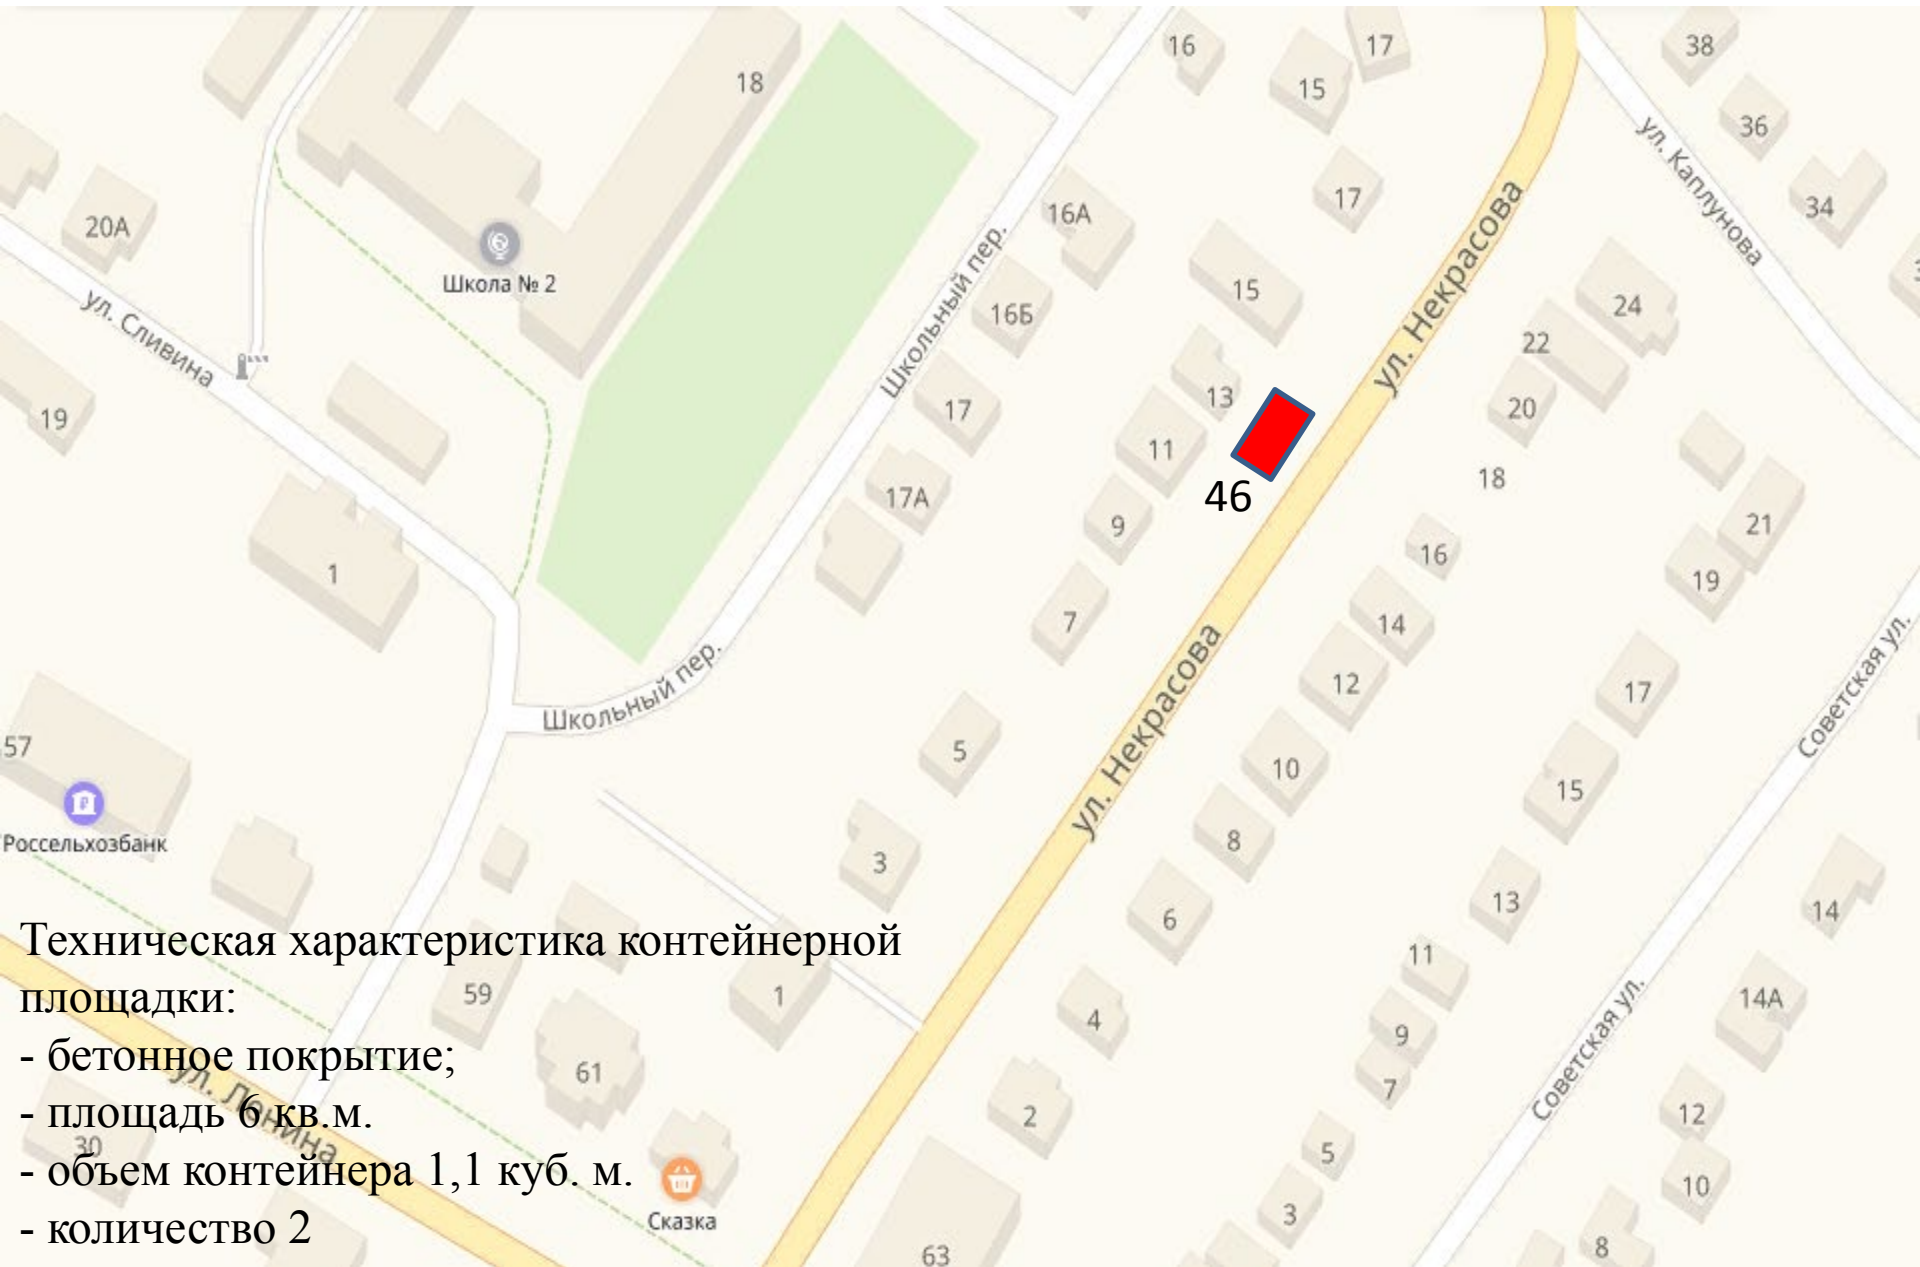 16
17
38
18
15
36
ул. Каплунова
17
34
16А
20А
ул. Некрасова
Школа № 2
Школьный пер.
15
24
16Б
22
ул. Сливина
13
20
17
19
11
46
18
17А
9
21
16
1
19
7
14
12
17
Советская ул.
Школьный пер.
ул. Некрасова
57
5
10
15
Россельхозбанк
8
3
13
14
6
Техническая характеристика контейнерной
площадки:
- бетонное покрытие;
- площадь 6 кв.м.
- объем контейнера 1,1 куб. м.
- количество 2
11
59
1
14А
4
9
Советская ул.
61
7
ул. Ленина
2
12
30
5
10
Сказка
3
63
8